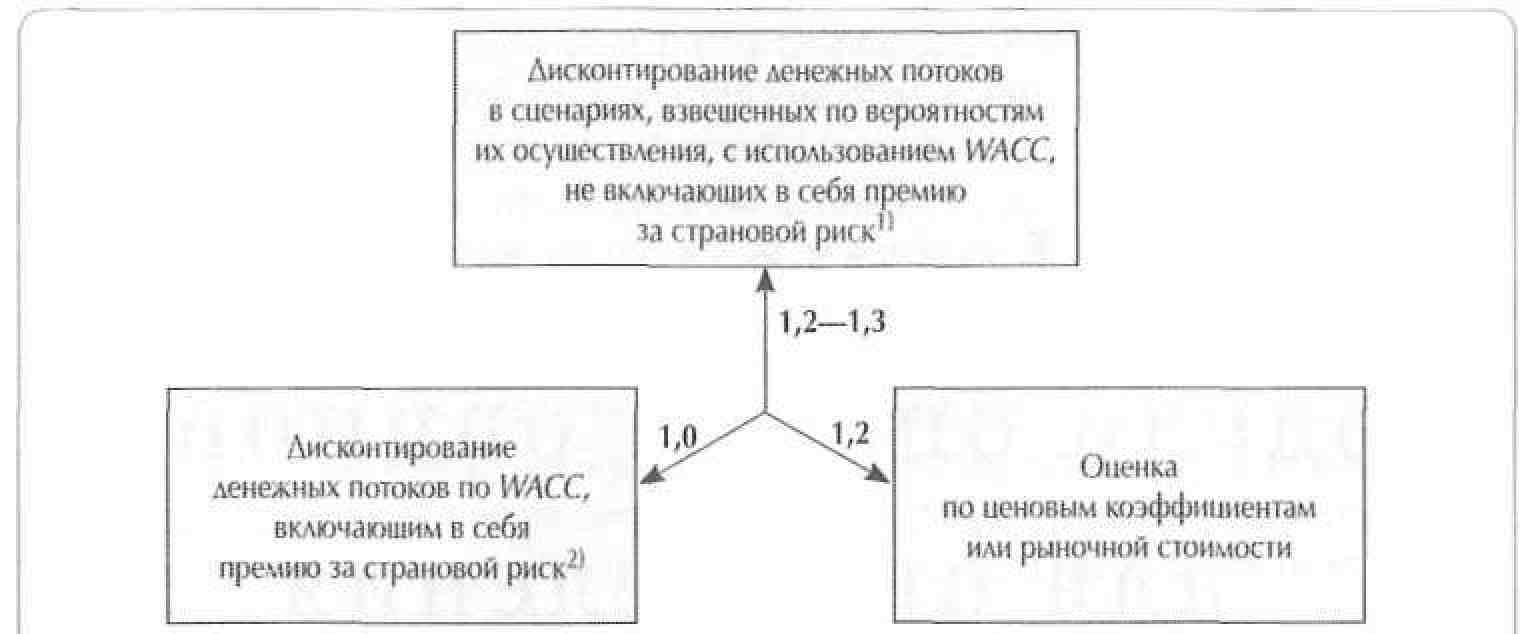 Дисконтирование денежных потоков
в сценариях, взвешенных по вероятностям
их осуществления, с использованием WACC,
не включающих в себя премию
за страновой риск1)
1,2—1,3
1,0
1,2
Дисконтирование
денежных потоков по WACC,
включающим в себя
премию за страновой риск2)
Оценка
по ценовым коэффициентам
или рыночной стоимости